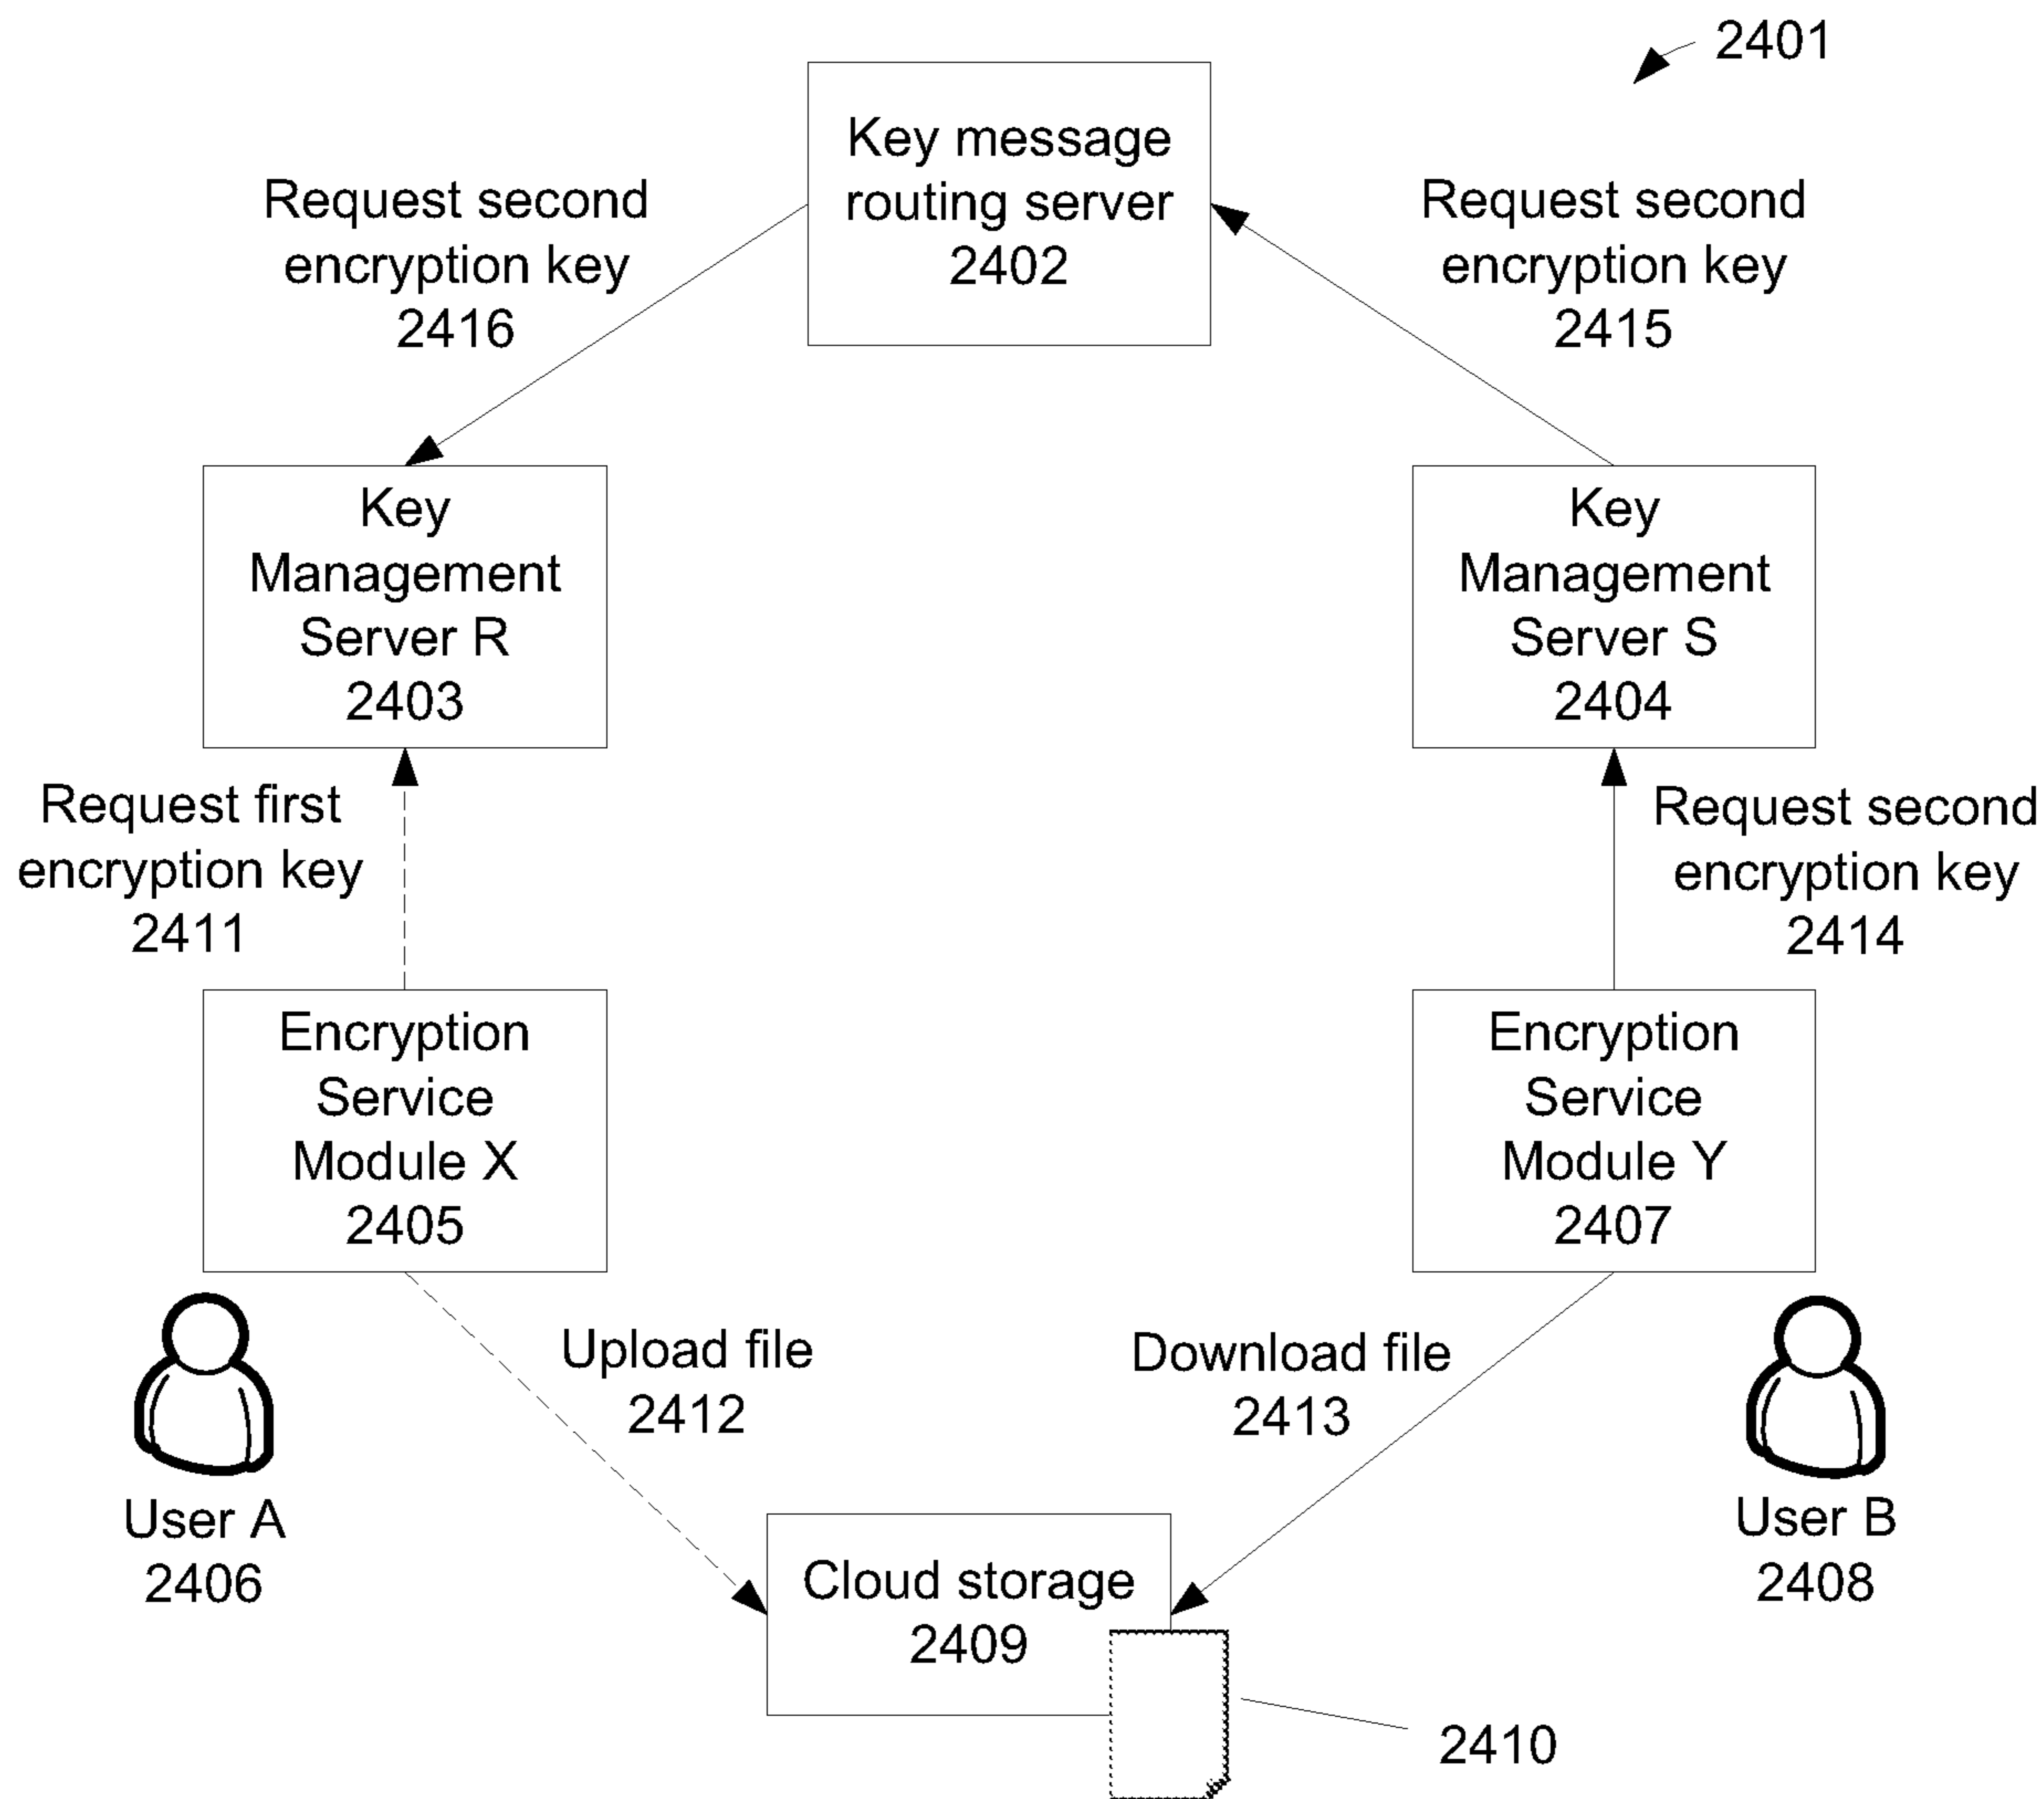 2401
Key message
routing server
2402
Request second
encryption key
2416
Request second
encryption key
2415
Key
Management
Server R
2403
Key
Management
Server S
2404
Request first
encryption key
2411
Request second
encryption key
2414
Encryption
Service
Module X
2405
Encryption
Service
Module Y
2407
Upload file
2412
Download file
2413
User A
2406
User B
2408
Cloud storage
2409
2410